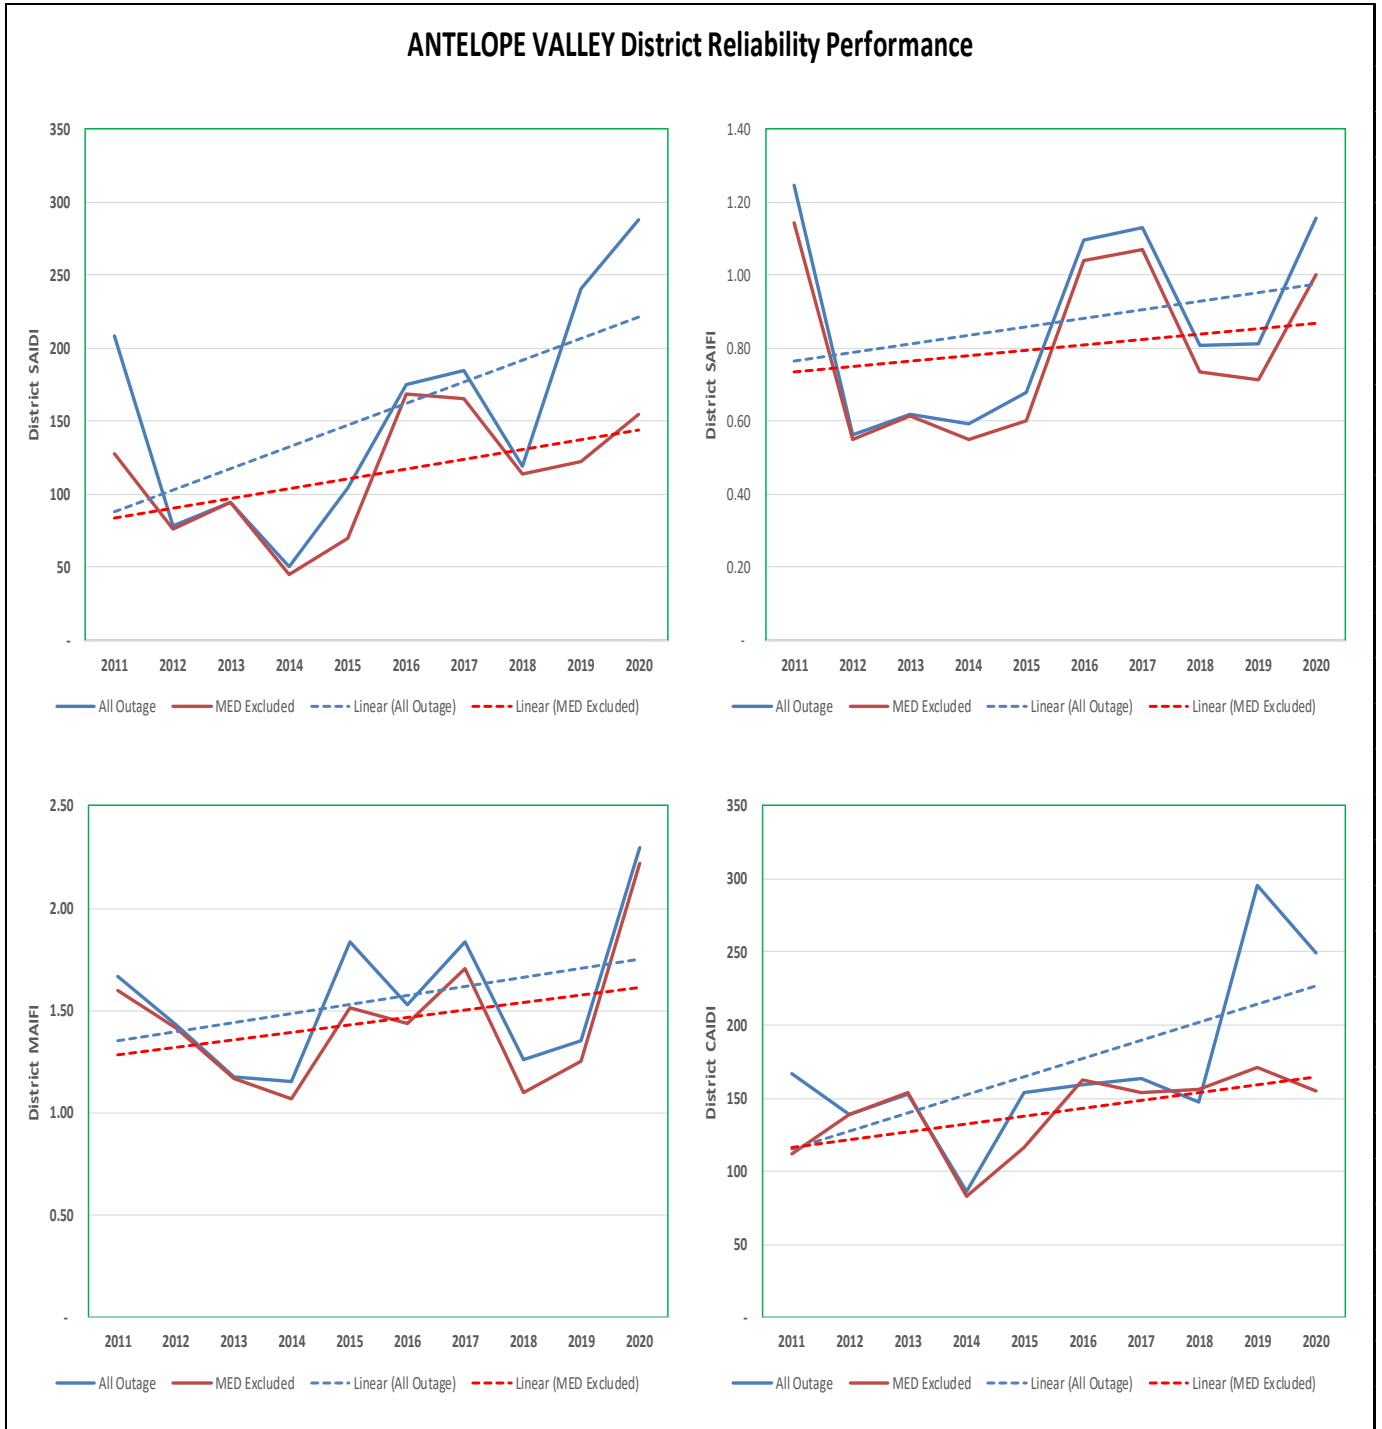 ANTELOPE VALLEY District Reliability Performance
350
300
250
200
150
100
50
-
District SAIDI
2011 2012 2013 2014 2015 2016 2017 2018 2019 2020
All Outage MED Excluded Linear (All Outage) Linear (MED Excluded)
1.40
1.20
1.00
0.80
0.60
0.40
0.20
-
District SAIFI
2011 2012 2013 2014 2015 2016 2017 2018 2019 2020
All Outage MED Excluded Linear (All Outage) Linear (MED Excluded)
2.50
2.00
1.50
1.00
0.50
-
District MAIFI
2011 2012 2013 2014 2015 2016 2017 2018 2019 2020
All Outage MED Excluded Linear (All Outage) Linear (MED Excluded)
350
300
250
200
150
100
50
-
District CAIDI
2011 2012 2013 2014 2015 2016 2017 2018 2019 2020
All Outage MED Excluded Linear (All Outage) Linear (MED Excluded)